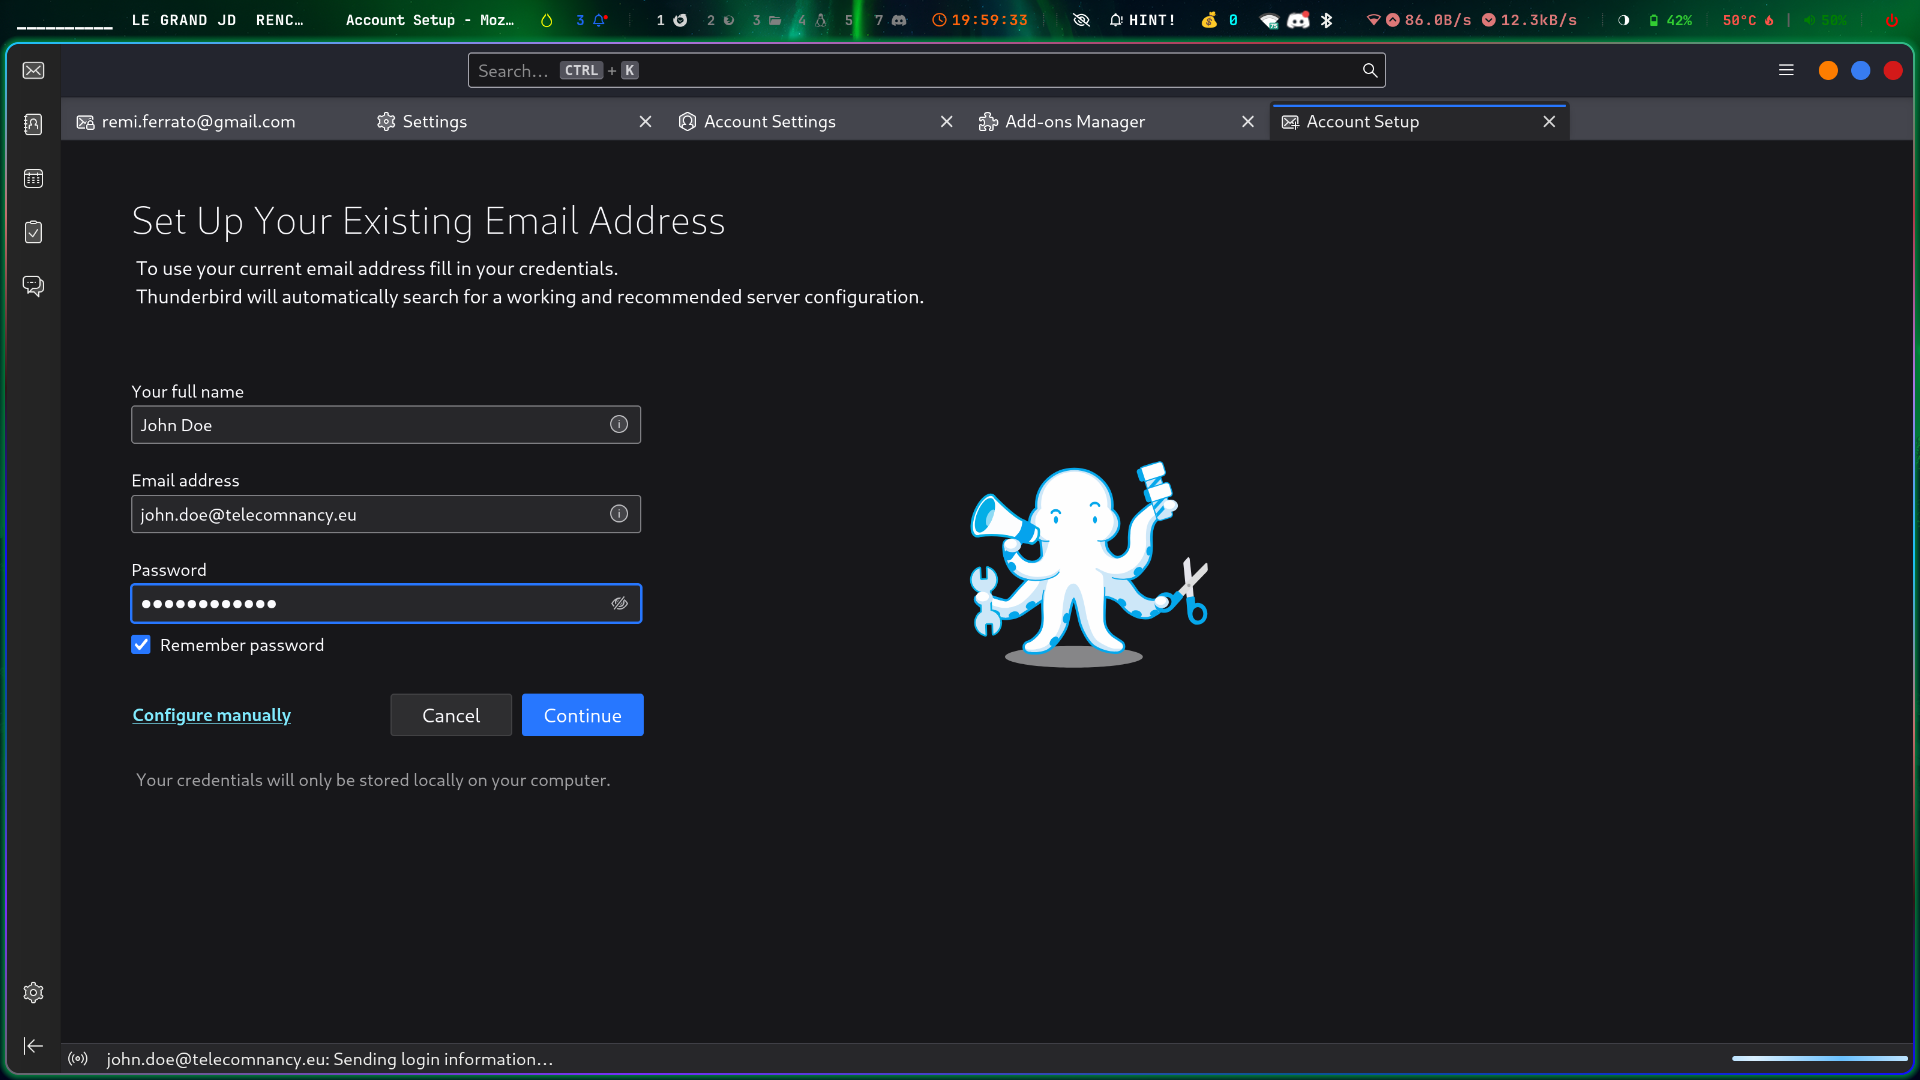 LE GRAND JD RENC… Account Setup - Moz… 3 1 2 3 4 5 7 19:59:33 HINT! 0 86.0B/s 12.3kB/s 42% 50°C 50%
Search… CTRL + K
remi.ferrato@gmail.com Settings Account Settings Add-ons Manager Account Setup
Set Up Your Existing Email Address
To use your current email address fill in your credentials.
Thunderbird will automatically search for a working and recommended server configuration.
Your full name
John Doe
Email address
john.doe@telecomnancy.eu
Password
Remember password
Configure manually Cancel Continue
Your credentials will only be stored locally on your computer.
john.doe@telecomnancy.eu: Sending login information…